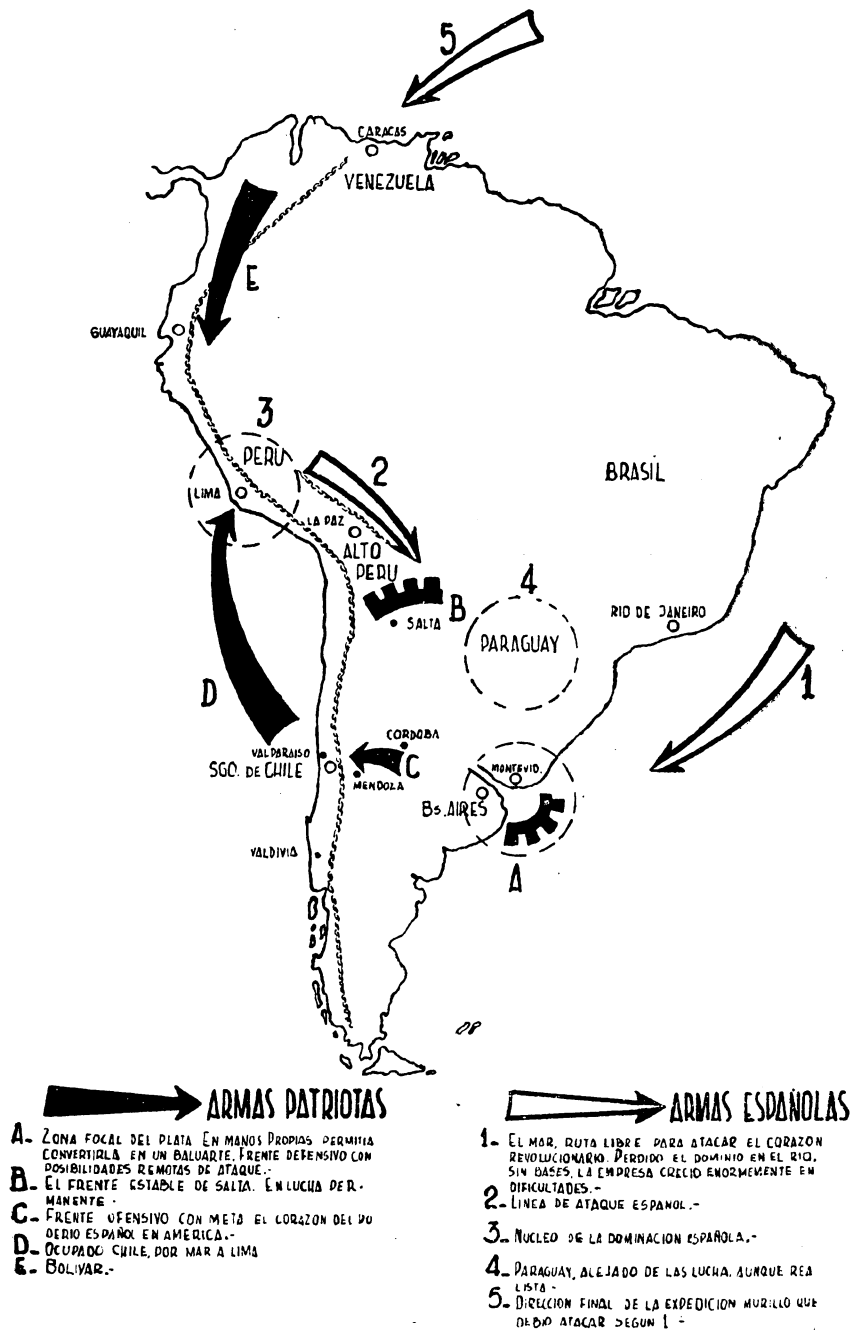 5
CARACAS
VENEZUELA
E
GUAYAQUIL
3
PERU
2
LIMA
BRASIL
LA PAZ
ALTO
PERU
4
B
SALTA
RIO DE JANEIRO
PARAGUAY
1
D
CORDOBA
VALPARAISO
SGO. DE CHILE
C
MENDOLA
MONTEVID.
Bs. AIRES
VALDIVIA
A
ARMAS PATRIOTAS
A- ZONA FOCAL DEL PLATA EN MANOS PROPIAS PERMITIA
CONVERTIRLA EN UN BALUARTE. FRENTE DEFENSIVO CON
POSIBILIDADES REMOTAS DE ATAQUE.-
B- EL FRENTE ESTABLE DE SALTA. EN LUCHA PER-
MANENTE -
C- FRENTE OFENSIVO CON META EL CORAZON DEL PO
DERIO ESPAÑOL EN AMERICA.-
D- OCUPADO CHILE, POR MAR A LIMA
E- BOLIVAR.-
ARMAS ESPAÑOLAS
1- EL MAR, RUTA LIBRE PARA ATACAR EL CORAZON
REVOLUCIONARIO. PERDIDO EL DOMINIO EN EL RIO,
SIN BASES, LA EMPRESA CRECIO ENORMEMENTE EN
DIFICULTADES.-
2- LINEA DE ATAQUE ESPANOL.-
3- NUCLEO DE LA DOMINACION ESPAÑOLA.-
4- PARAGUAY, ALEJADO DE LAS LUCHA, AUNQUE REA
LISTA -
5- DIRECCION FINAL DE LA EXPEDICION MURILLO QUE
DEBIO ATACAR SEGUN 1 -